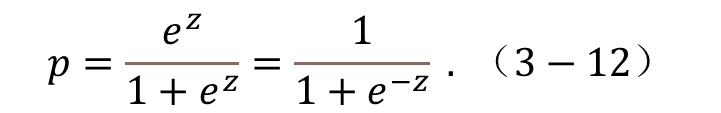 p = e^z / (1 + e^z) = 1 / (1 + e^{-z}) . （3 − 12）